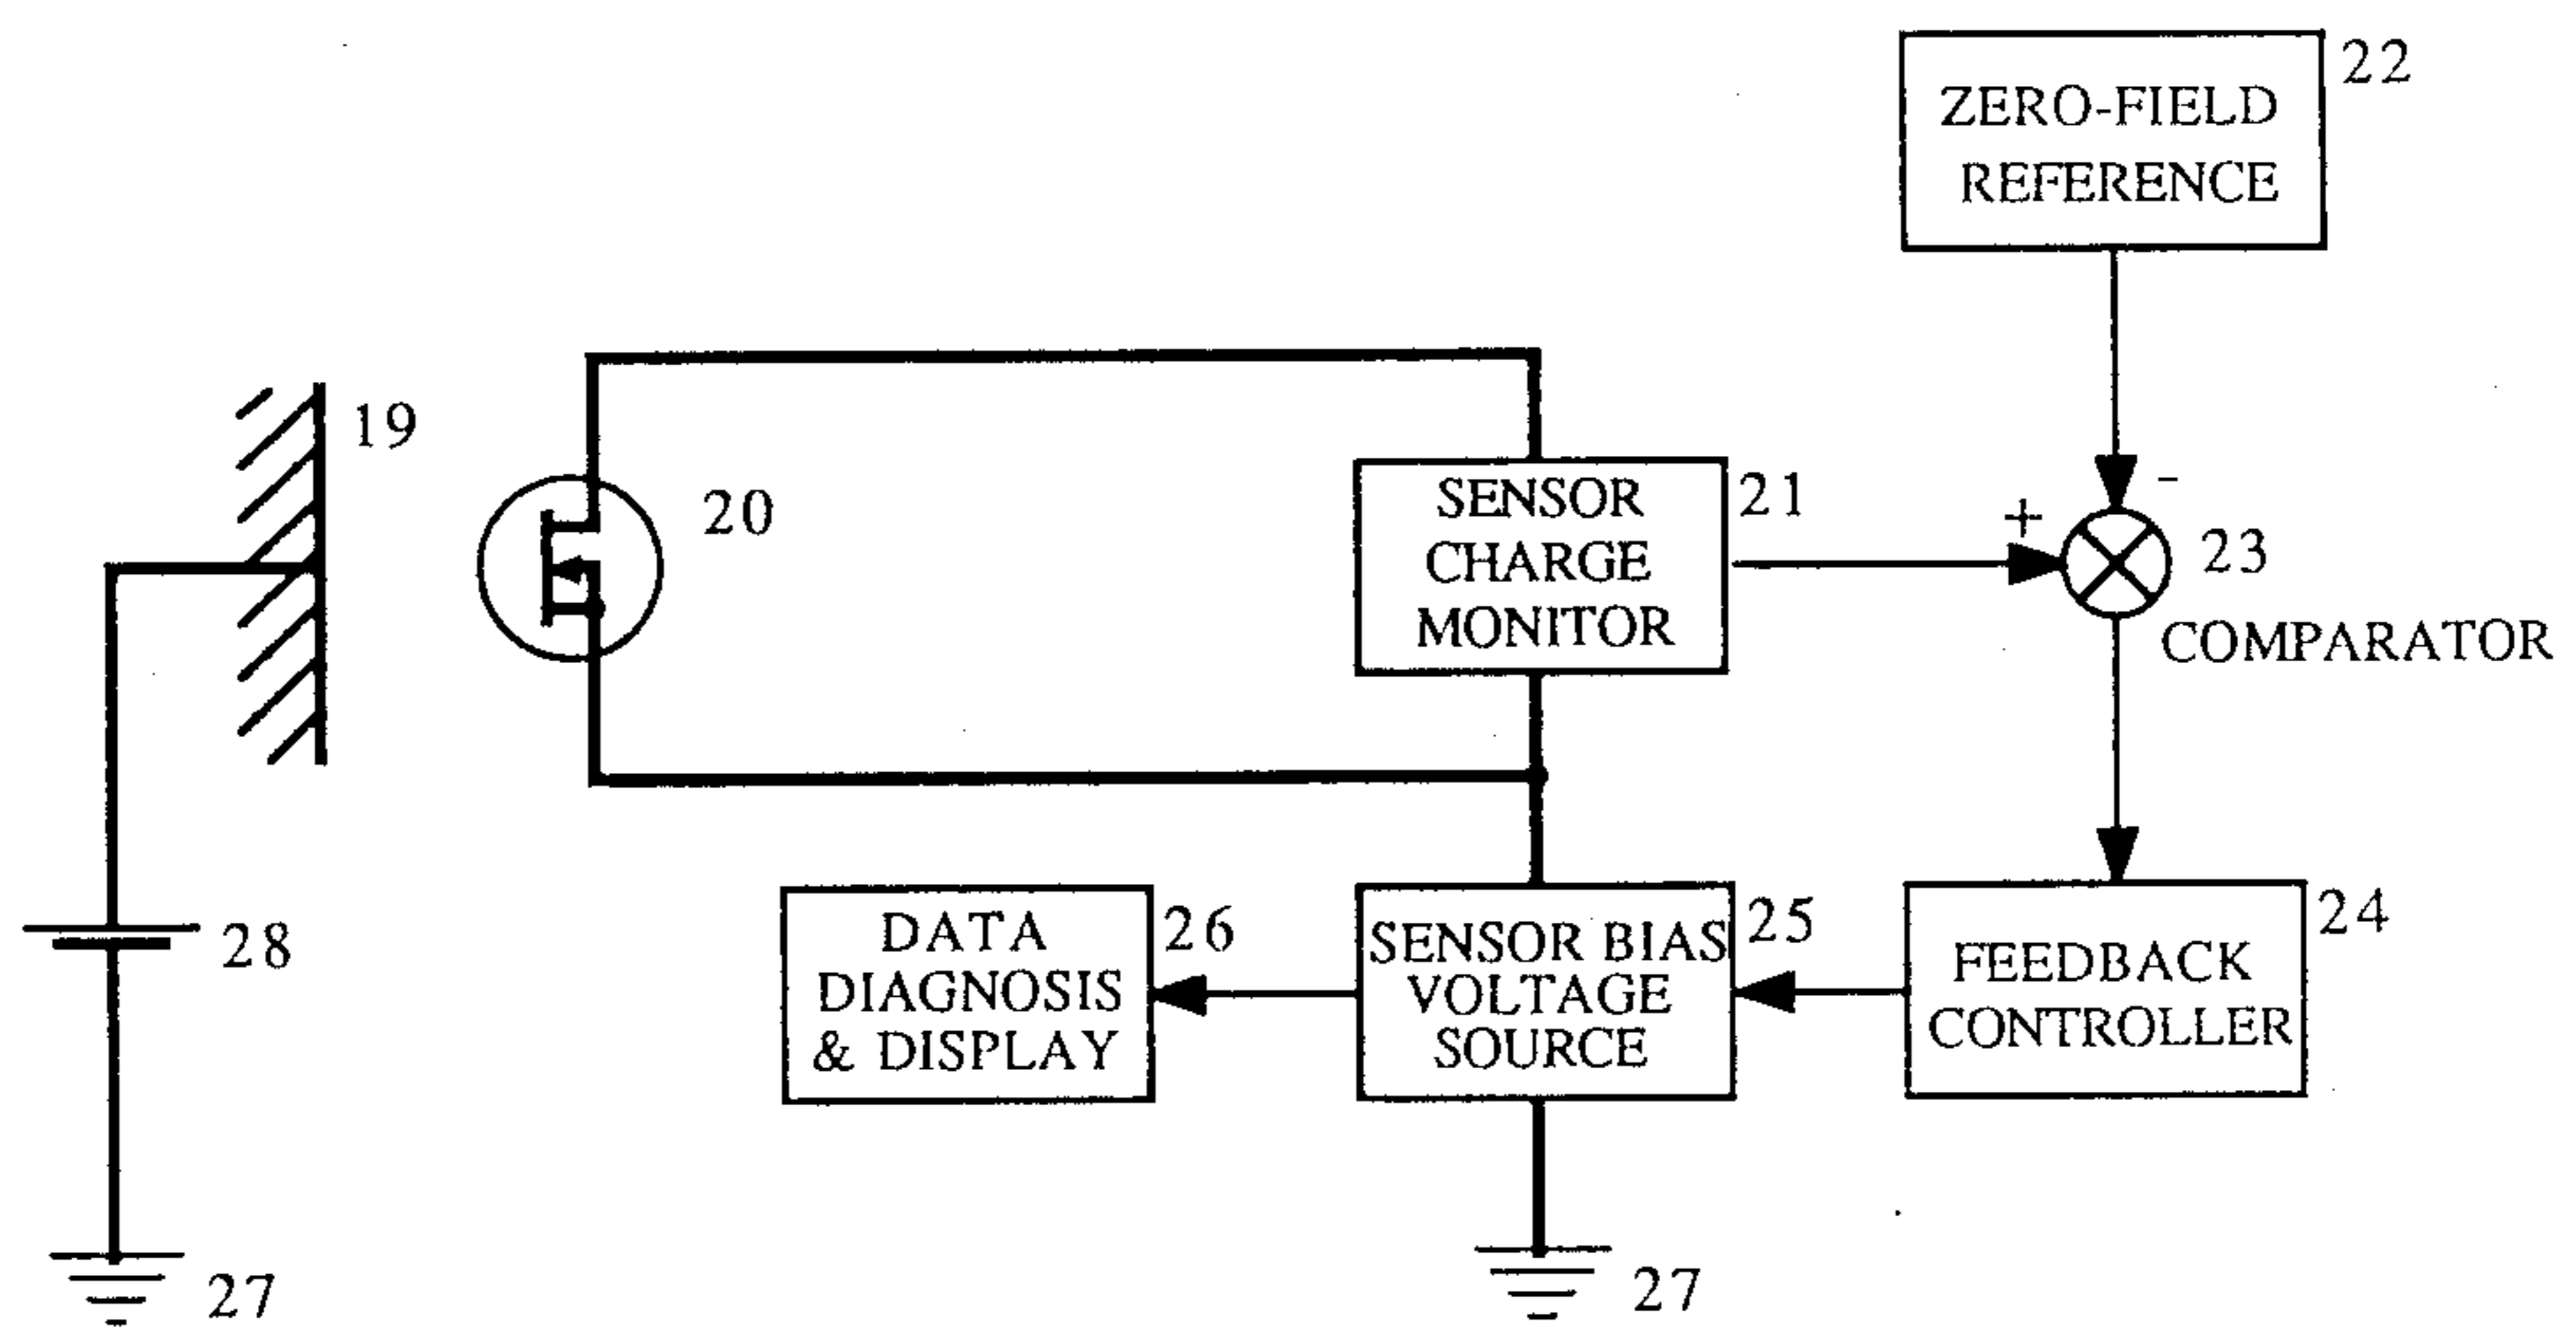 22
ZERO-FIELD
REFERENCE
19
20
SENSOR
CHARGE
MONITOR
21
+
-
23
COMPARATOR
28
DATA
DIAGNOSIS
& DISPLAY
26
SENSOR BIAS
VOLTAGE
SOURCE
25
FEEDBACK
CONTROLLER
24
27
27